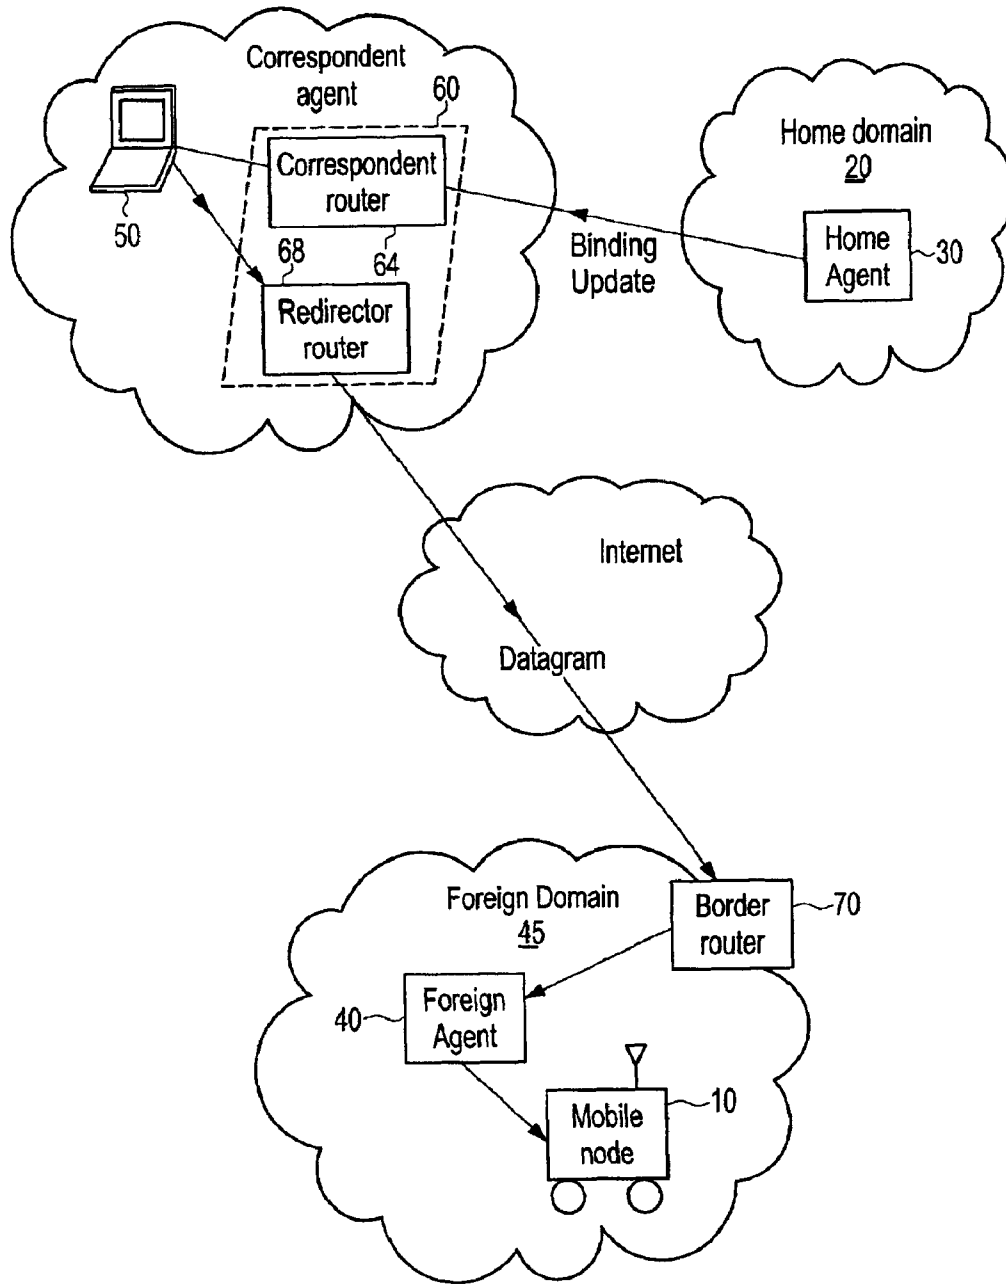 Correspondent
agent
60
Correspondent
router
50
68
64
Redirector
router
Binding
Update
Home domain
20
Home
Agent
30
Internet
Datagram
Foreign Domain
45
Border
router
70
40
Foreign
Agent
10
Mobile
node